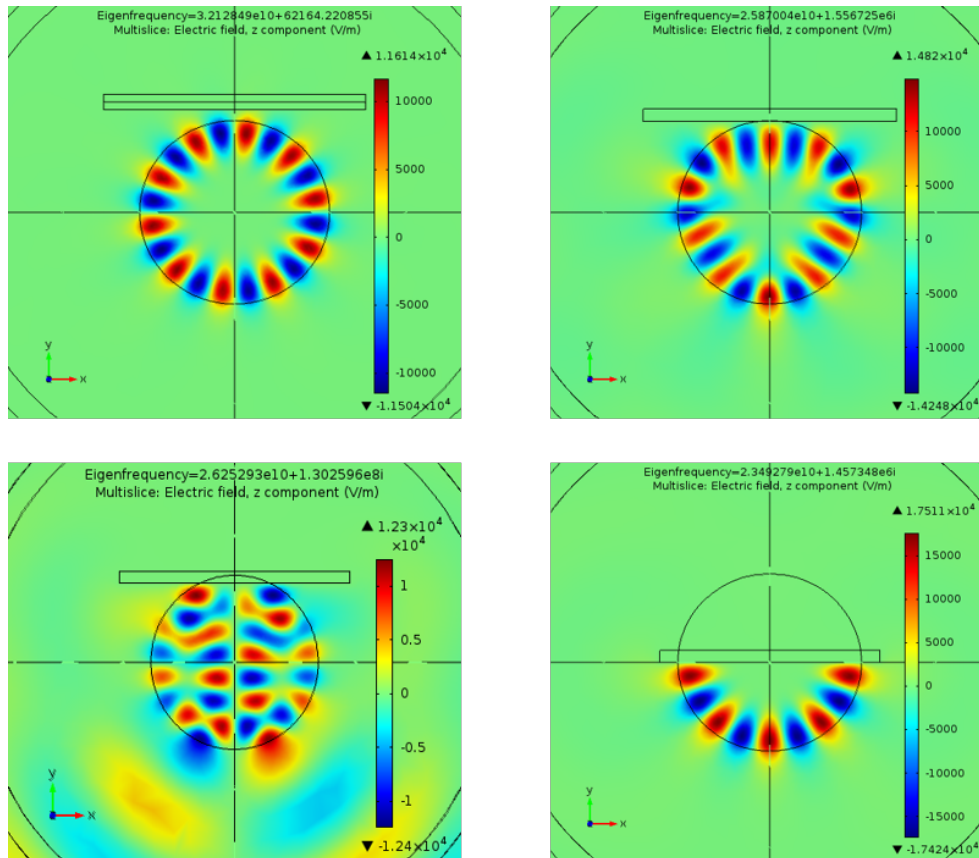 Eigenfrequency=3.212849e10+62164.220855i
Multislice: Electric field, z component (V/m)
▲ 1.1614×10⁴
10000
5000
0
-5000
-10000
▼ -1.1504×10⁴
y
x
Eigenfrequency=2.587004e10+1.556725e6i
Multislice: Electric field, z component (V/m)
▲ 1.482×10⁴
10000
5000
0
-5000
-10000
▼ -1.4248×10⁴
y
x
Eigenfrequency=2.625293e10+1.302596e8i
Multislice: Electric field, z component (V/m)
▲ 1.23×10⁴
×10⁴
1
0.5
0
-0.5
-1
▼ -1.24×10⁴
y
x
Eigenfrequency=2.349279e10+1.457348e6i
Multislice: Electric field, z component (V/m)
▲ 1.7511×10⁴
15000
10000
5000
0
-5000
-10000
-15000
▼ -1.7424×10⁴
y
x